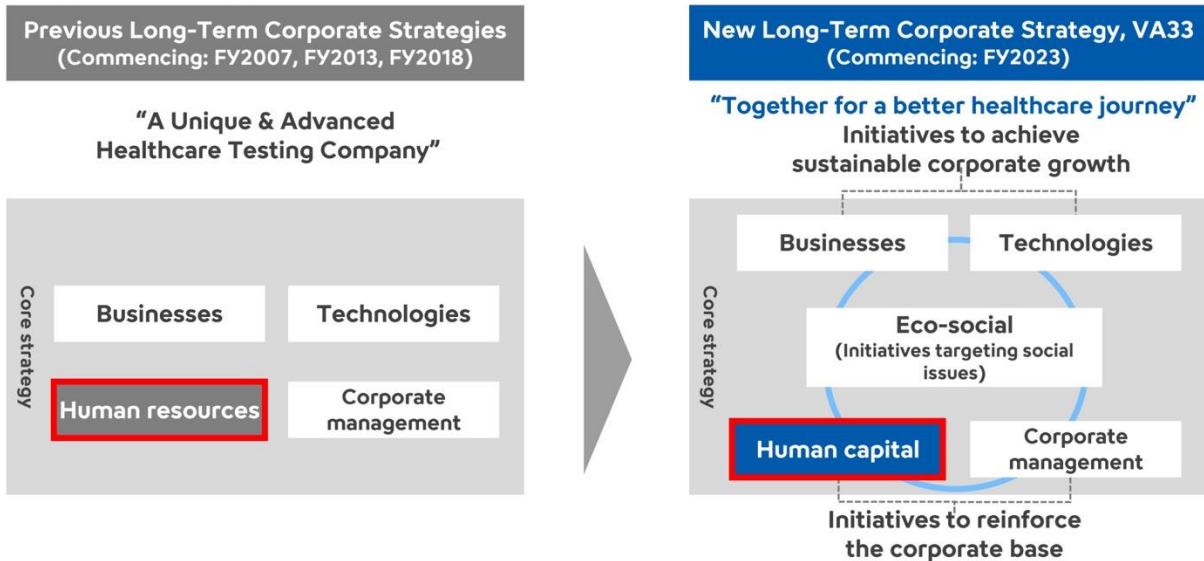 Previous Long-Term Corporate Strategies
(Commencing: FY2007, FY2013, FY2018)
“A Unique & Advanced
Healthcare Testing Company”
Core strategy
Businesses
Technologies
Human resources
Corporate
management
New Long-Term Corporate Strategy, VA33
(Commencing: FY2023)
“Together for a better healthcare journey”
Initiatives to achieve
sustainable corporate growth
Core strategy
Businesses
Technologies
Eco-social
(Initiatives targeting social
issues)
Human capital
Corporate
management
Initiatives to reinforce
the corporate base